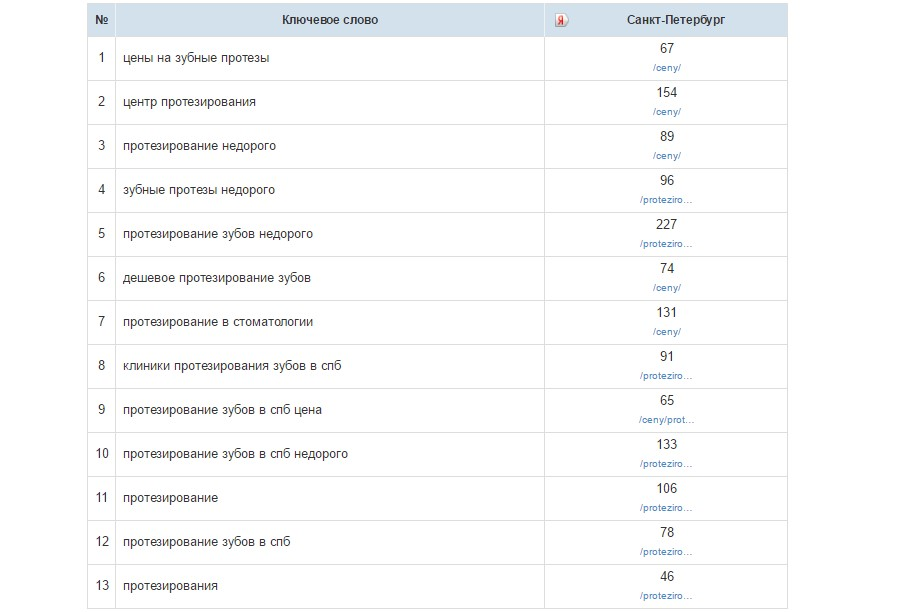 № Ключевое слово Я Санкт-Петербург
1 цены на зубные протезы 67
/ceny/
2 центр протезирования 154
/ceny/
3 протезирование недорого 89
/ceny/
4 зубные протезы недорого 96
/proteziro...
5 протезирование зубов недорого 227
/proteziro...
6 дешевое протезирование зубов 74
/ceny/
7 протезирование в стоматологии 131
/ceny/
8 клиники протезирования зубов в спб 91
/proteziro...
9 протезирование зубов в спб цена 65
/ceny/prot...
10 протезирование зубов в спб недорого 133
/proteziro...
11 протезирование 106
/proteziro...
12 протезирование зубов в спб 78
/proteziro...
13 протезирования 46
/proteziro...